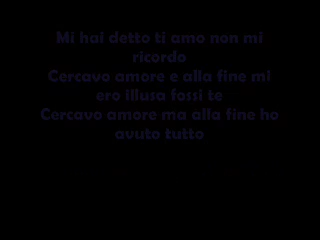 Mi hai detto ti amo non mi
ricordo
Cercavo amore e alla fine mI
ero illusa fossi te
Cercavo amore ma alla fine ho
avuto tutto